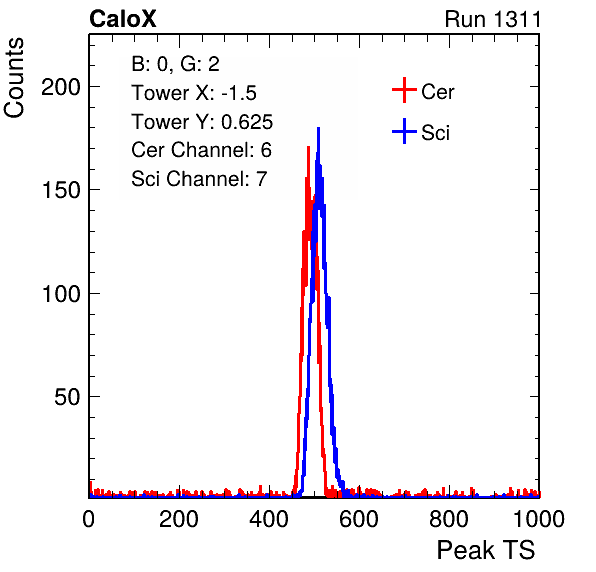 CaloX Run 1311
Counts
B: 0, G: 2
Tower X: -1.5
Tower Y: 0.625
Cer Channel: 6
Sci Channel: 7
Cer
Sci
200
150
100
50
0 200 400 600 800 1000
Peak TS